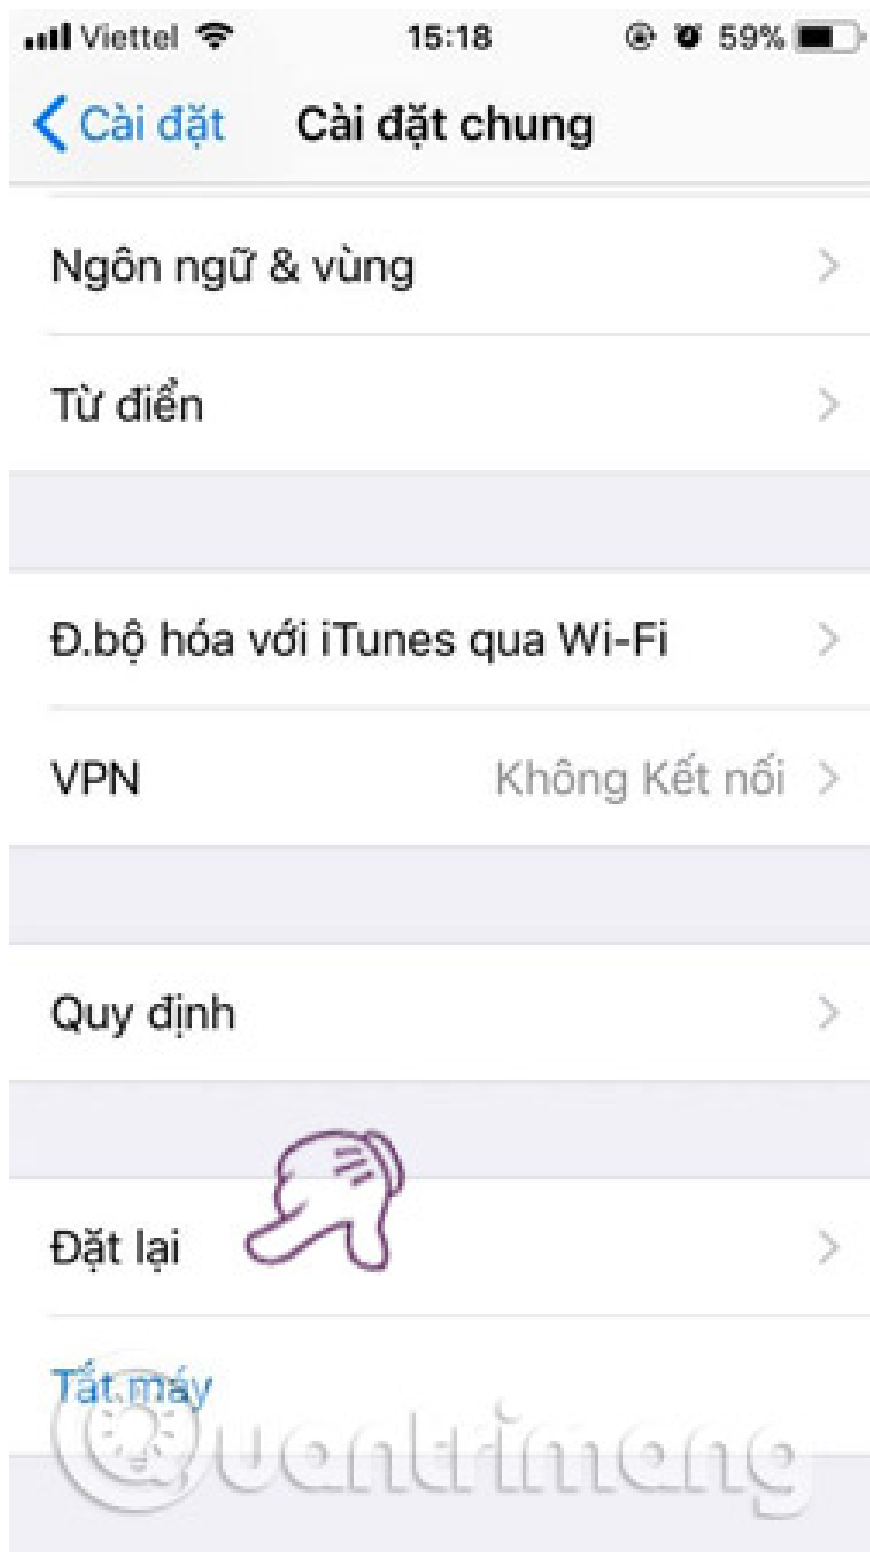 Viettel 15:18 59%
Cài đặt Cài đặt chung
Ngôn ngữ & vùng
Từ điển
Đ.bộ hóa với iTunes qua Wi-Fi
VPN Không Kết nối
Quy định
Đặt lại
Tắt máy
Quantrimang